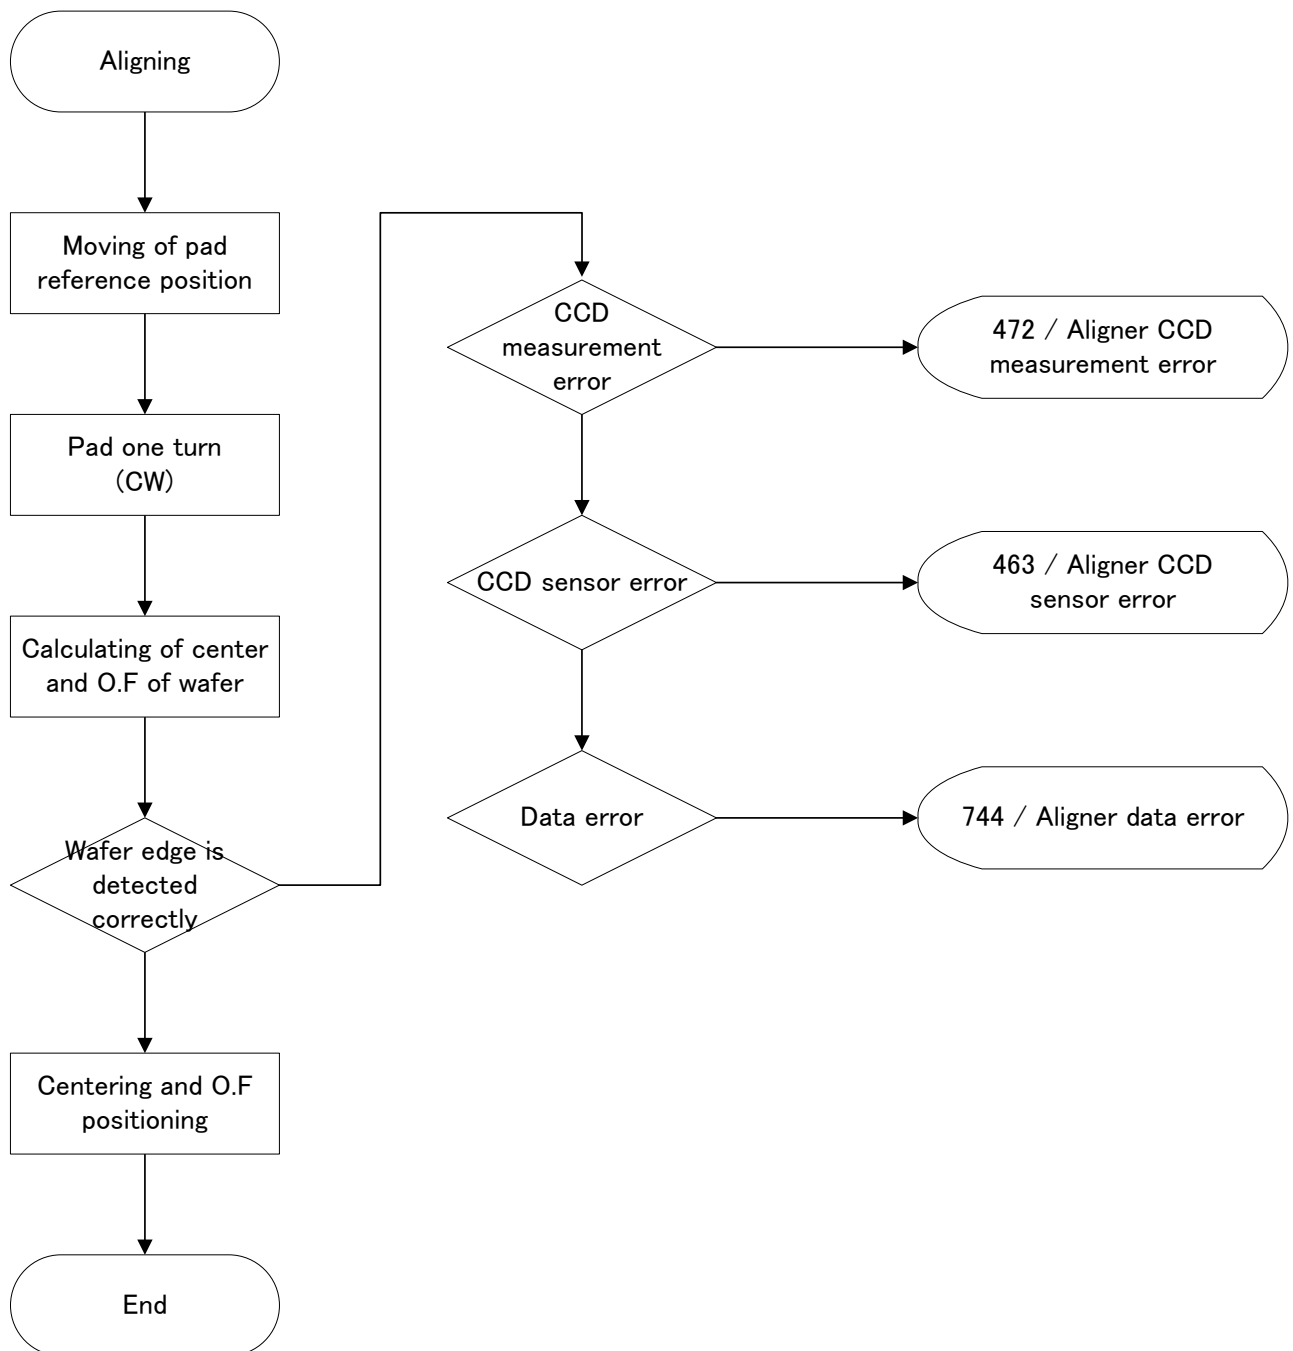 Aligning
Moving of pad
reference position
Pad one turn
(CW)
Calculating of center
and O.F of wafer
Wafer edge is
detected
correctly
Centering and O.F
positioning
End
CCD
measurement
error
472 / Aligner CCD
measurement error
CCD sensor error
463 / Aligner CCD
sensor error
Data error
744 / Aligner data error